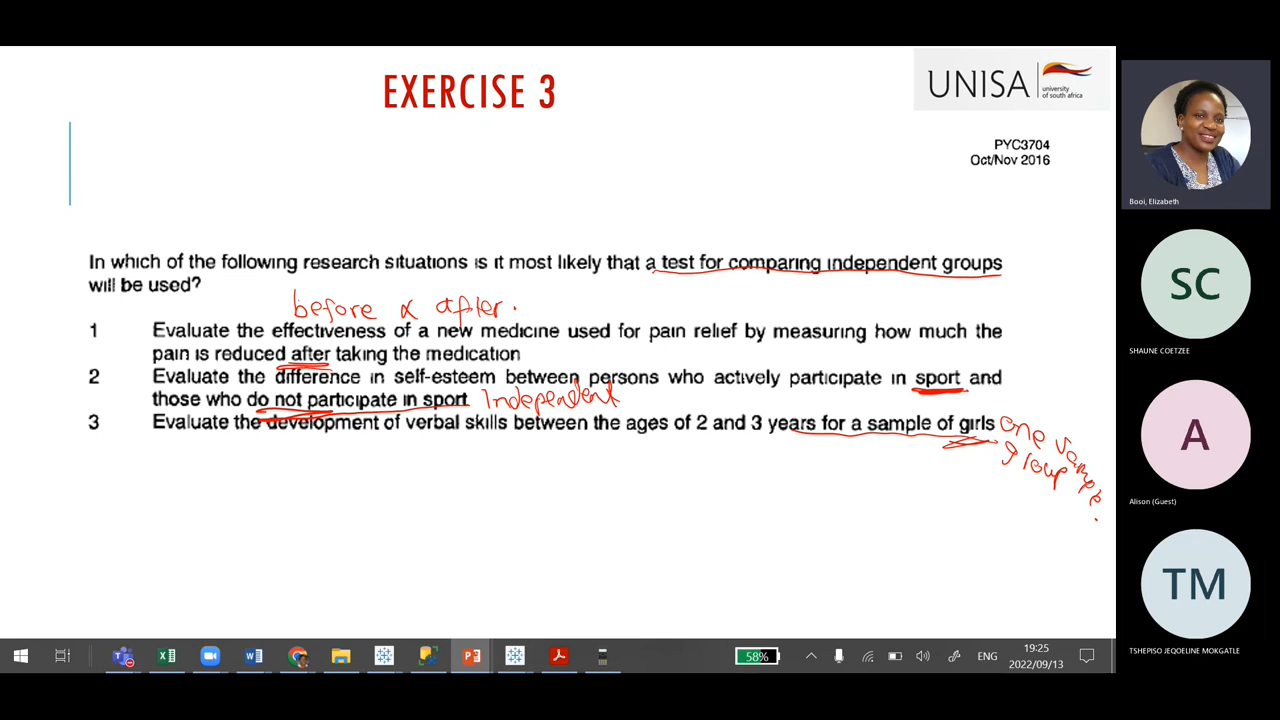 EXERCISE 3
UNISA
university
of south africa
PYC3704
Oct/Nov 2016
In which of the following research situations is it most likely that a test for comparing independent groups
will be used?
before & after.
1 Evaluate the effectiveness of a new medicine used for pain relief by measuring how much the
pain is reduced after taking the medication
2 Evaluate the difference in self-esteem between persons who actively participate in sport and
those who do not participate in sport Independent
3 Evaluate the development of verbal skills between the ages of 2 and 3 years for a sample of girls
one sample
group
Booi, Elizabeth
SC
SHAUNE COETZEE
A
Alison (Guest)
TM
TSHEPISO JEQOELINE MOKGATLE
58%
ENG
19:25
2022/09/13